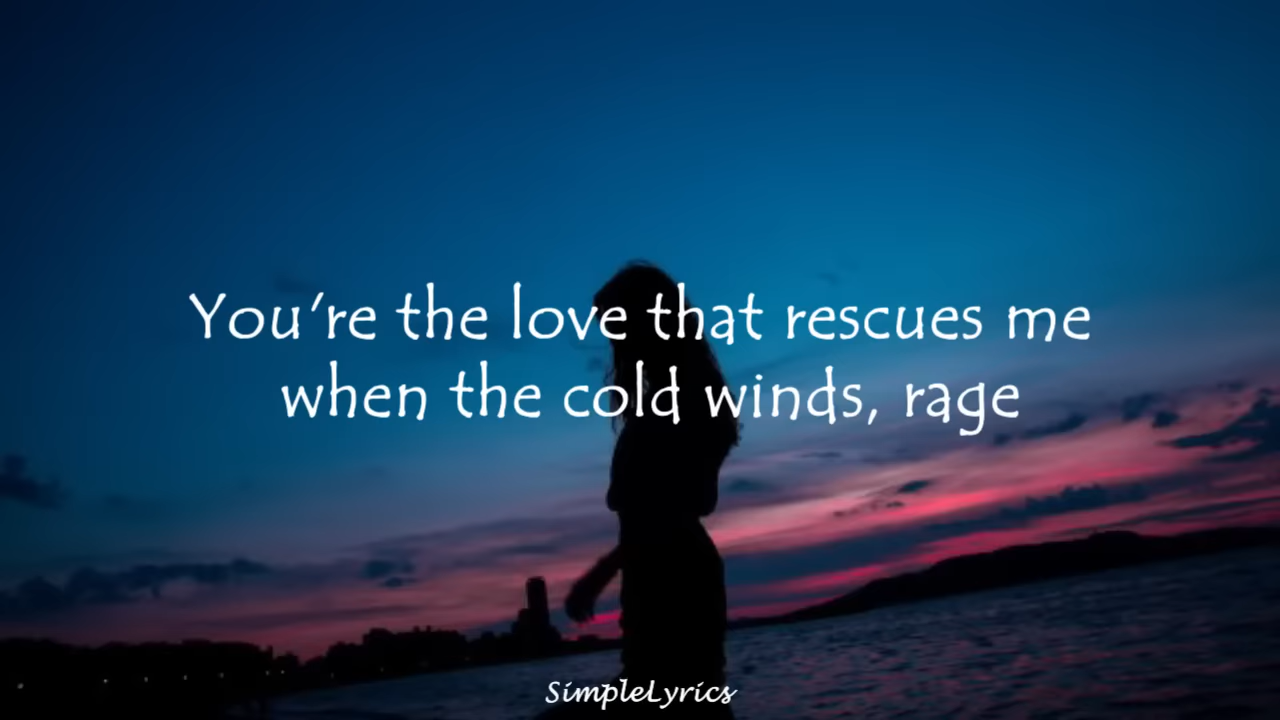 You're the love that rescues me
when the cold winds, rage
SimpleLyrics